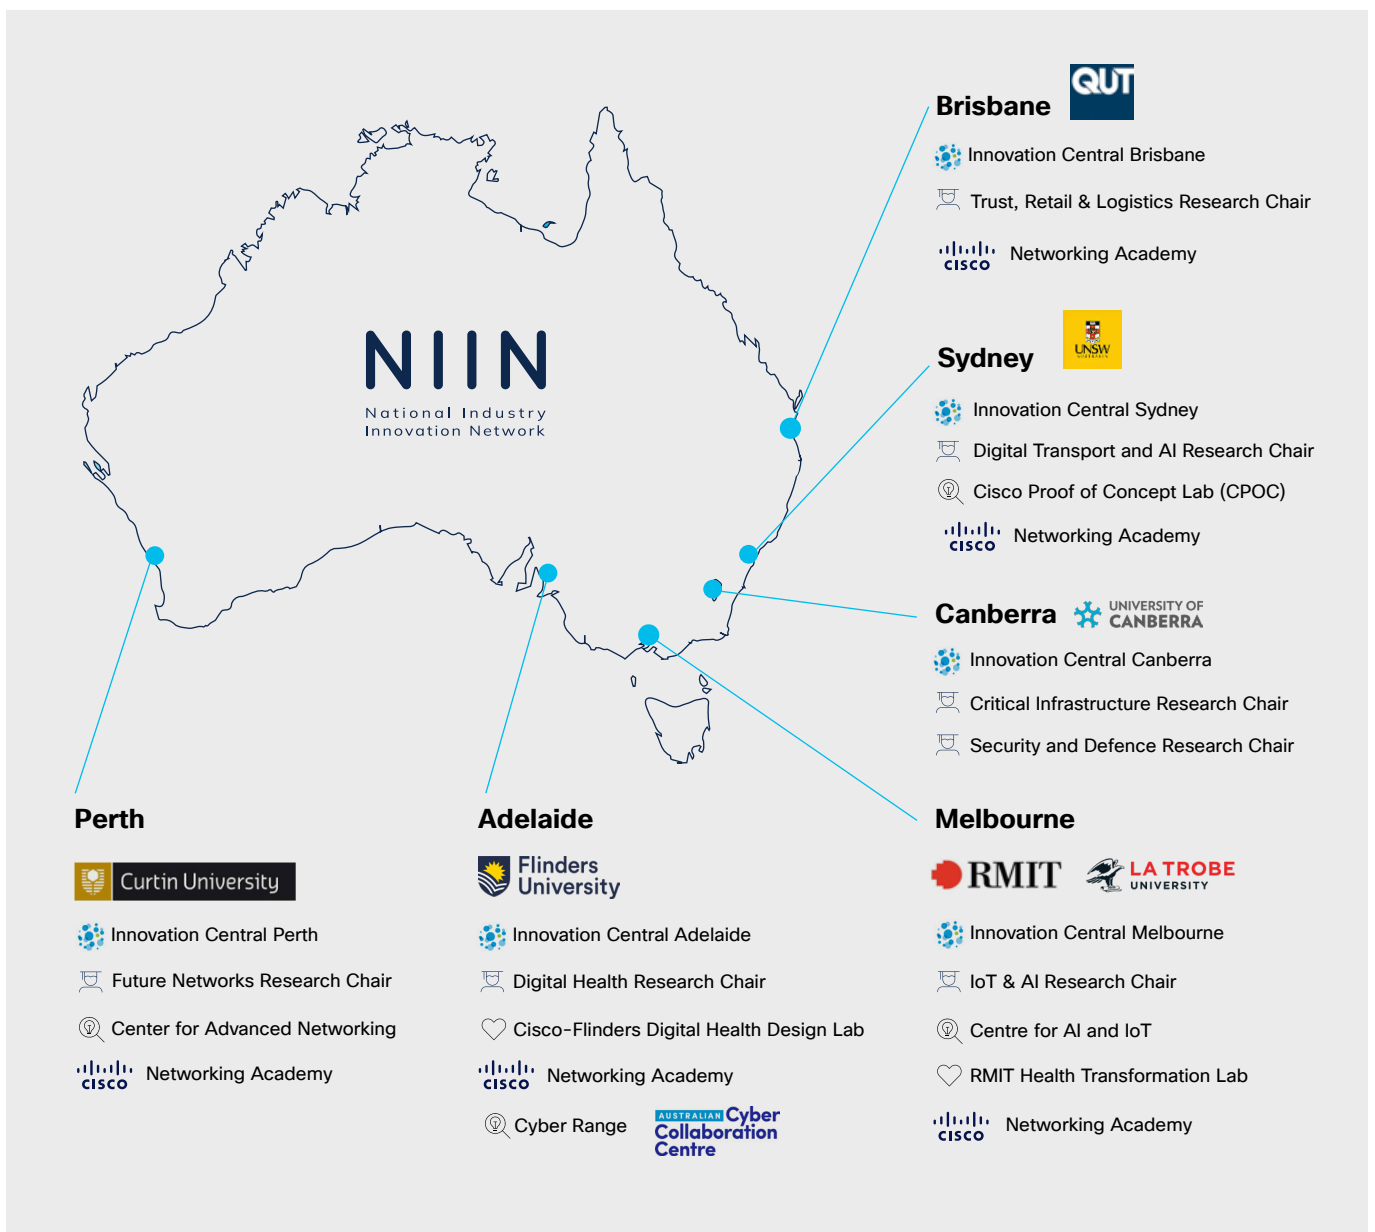 NIIN
National Industry
Innovation Network
Brisbane
QUT
Innovation Central Brisbane
Trust, Retail & Logistics Research Chair
CISCO
Networking Academy
Sydney
UNSW
AUSTRALIA
Innovation Central Sydney
Digital Transport and AI Research Chair
Cisco Proof of Concept Lab (CPOC)
CISCO
Networking Academy
Canberra
UNIVERSITY OF
CANBERRA
Innovation Central Canberra
Critical Infrastructure Research Chair
Security and Defence Research Chair
Perth
Curtin University
Innovation Central Perth
Future Networks Research Chair
Center for Advanced Networking
CISCO
Networking Academy
Adelaide
Flinders
University
Innovation Central Adelaide
Digital Health Research Chair
Cisco-Flinders Digital Health Design Lab
CISCO
Networking Academy
Cyber Range
AUSTRALIAN Cyber
Collaboration
Centre
Melbourne
RMIT
LA TROBE
UNIVERSITY
Innovation Central Melbourne
IoT & AI Research Chair
Centre for AI and IoT
RMIT Health Transformation Lab
CISCO
Networking Academy